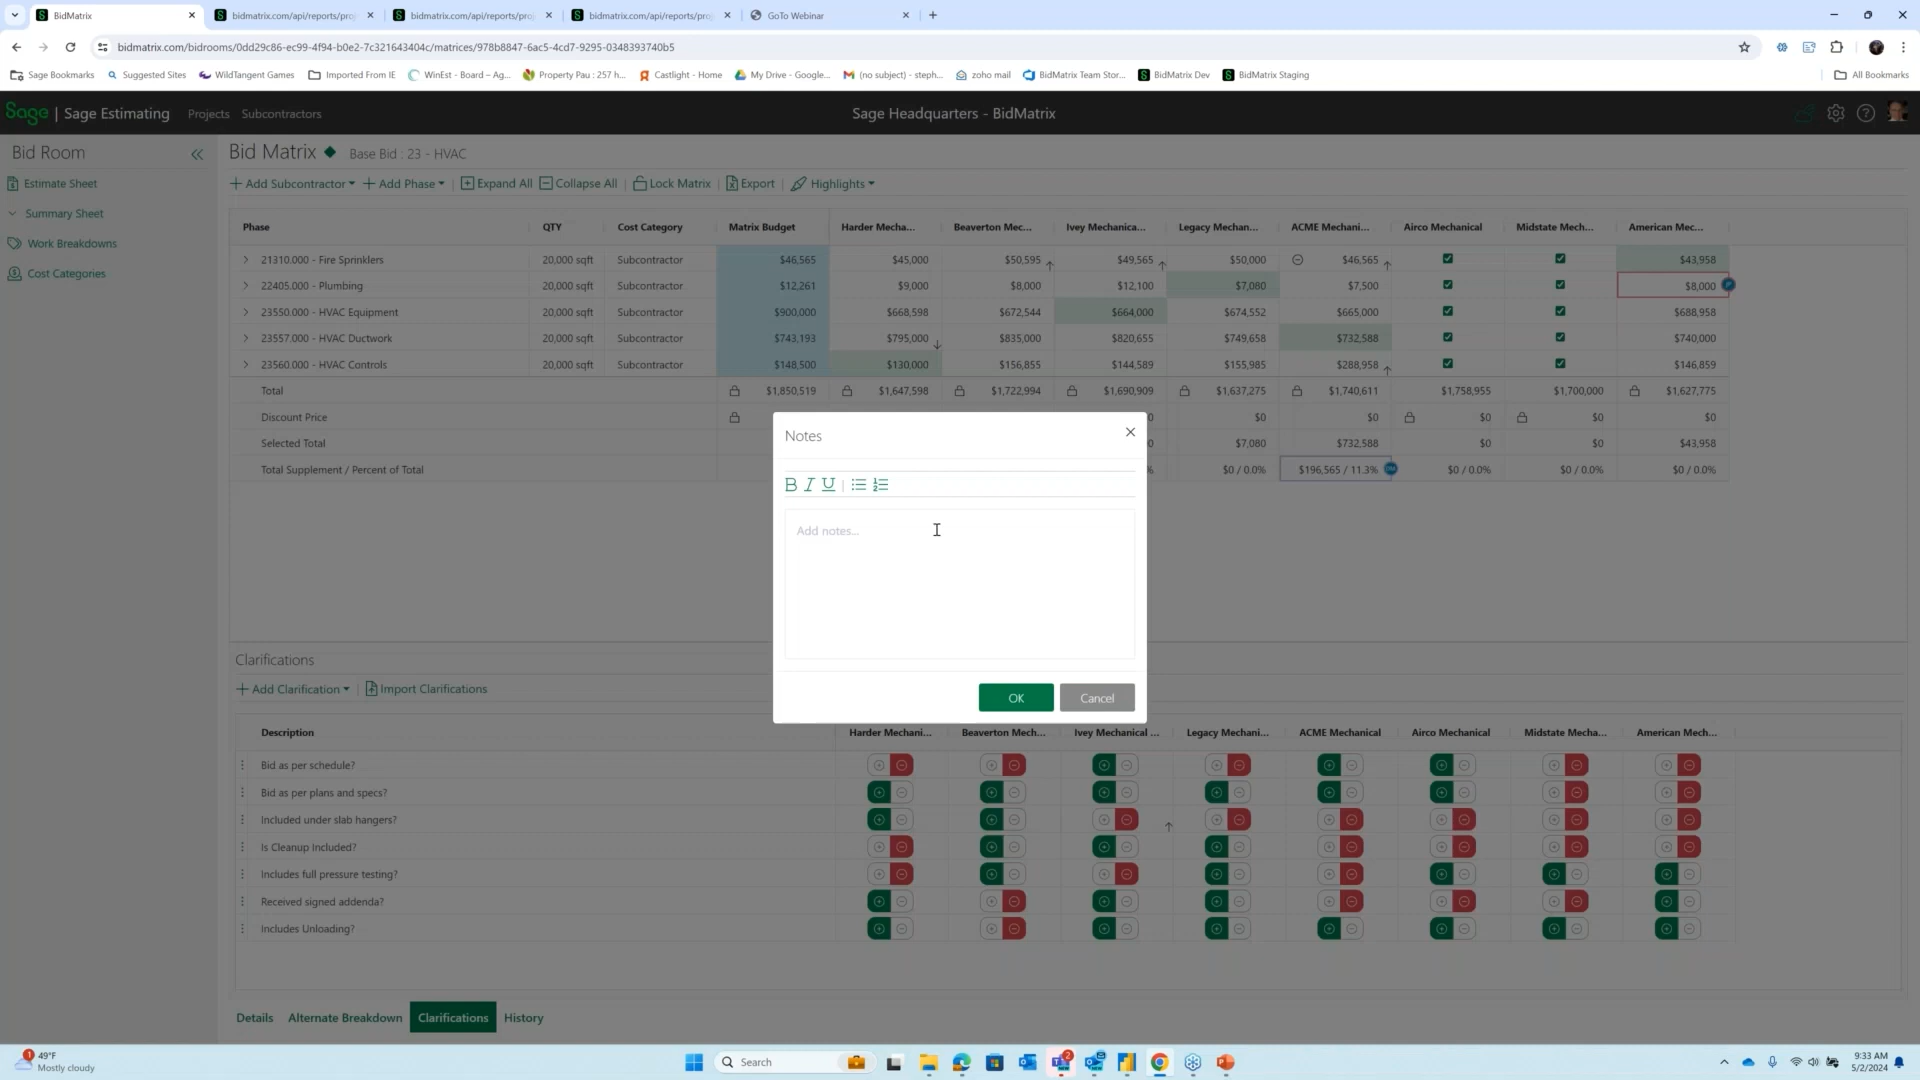 BidMatrix
bidmatrix.com/api/reports/proj
bidmatrix.com/api/reports/proj
bidmatrix.com/api/reports/proj
GoTo Webinar
bidmatrix.com/bidrooms/0dd29c86-ec99-4f94-b0e2-7c321643404c/matrices/978b8847-6ac5-4cd7-9295-0348393740b5
Sage Bookmarks Suggested Sites WildTangent Games Imported From IE WinEst - Board – Ag... Property Pau : 257 h... Castlight - Home My Drive - Google... (no subject) - steph... zoho mail BidMatrix Team Stor... BidMatrix Dev BidMatrix Staging All Bookmarks
Sage | Sage Estimating Projects Subcontractors Sage Headquarters - BidMatrix
Bid Room
Estimate Sheet
Summary Sheet
Work Breakdowns
Cost Categories
Bid Matrix Base Bid : 23 - HVAC
Add Subcontractor Add Phase Expand All Collapse All Lock Matrix Export Highlights
Phase QTY Cost Category Matrix Budget Harder Mecha... Beaverton Mec... Ivey Mechanica... Legacy Mechan... ACME Mechani... Airco Mechanical Midstate Mech... American Mec...
21310.000 - Fire Sprinklers 20,000 sqft Subcontractor $46,565 $45,000 $50,595 $49,565 $50,000 $46,565 $43,958
22405.000 - Plumbing 20,000 sqft Subcontractor $12,261 $9,000 $8,000 $12,100 $7,080 $7,500 $8,000
23550.000 - HVAC Equipment 20,000 sqft Subcontractor $900,000 $668,598 $672,544 $664,000 $674,552 $665,000 $688,958
23557.000 - HVAC Ductwork 20,000 sqft Subcontractor $743,193 $795,000 $835,000 $820,655 $749,658 $732,588 $740,000
23560.000 - HVAC Controls 20,000 sqft Subcontractor $148,500 $130,000 $156,855 $144,589 $155,985 $288,958 $146,859
Total $1,850,519 $1,647,598 $1,722,994 $1,690,909 $1,637,275 $1,740,611 $1,758,955 $1,700,000 $1,627,775
Discount Price 0 $0 $0 $0 $0 $0
Selected Total 0 $7,080 $732,588 $0 $0 $43,958
Total Supplement / Percent of Total % $0 / 0.0% $196,565 / 11.3% $0 / 0.0% $0 / 0.0% $0 / 0.0%
Notes
B I U
Add notes...
OK Cancel
Clarifications
Add Clarification Import Clarifications
Description Harder Mechani... Beaverton Mech... Ivey Mechanical ... Legacy Mechani... ACME Mechanical Airco Mechanical Midstate Mecha... American Mech...
Bid as per schedule?
Bid as per plans and specs?
Included under slab hangers?
Is Cleanup Included?
Includes full pressure testing?
Received signed addenda?
Includes Unloading?
Details Alternate Breakdown Clarifications History
1 49°F
Mostly cloudy
Search
2
9:33 AM
5/2/2024